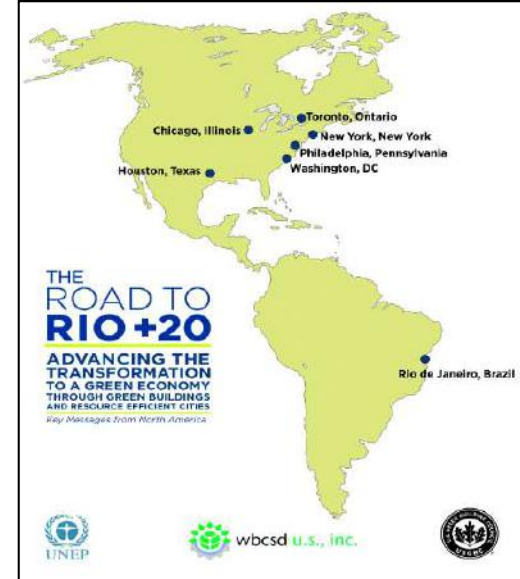 Toronto, Ontario
Chicago, Illinois
New York, New York
Philadelphia, Pennsylvania
Houston, Texas
Washington, DC
THE
ROAD TO
RIO +20
ADVANCING THE
TRANSFORMATION
TO A GREEN ECONOMY
THROUGH GREEN BUILDINGS
AND RESOURCE EFFICIENT CITIES
Key Messages from North America
Rio de Janeiro, Brazil
UNEP
wbcsd u.s., inc.
USGBC